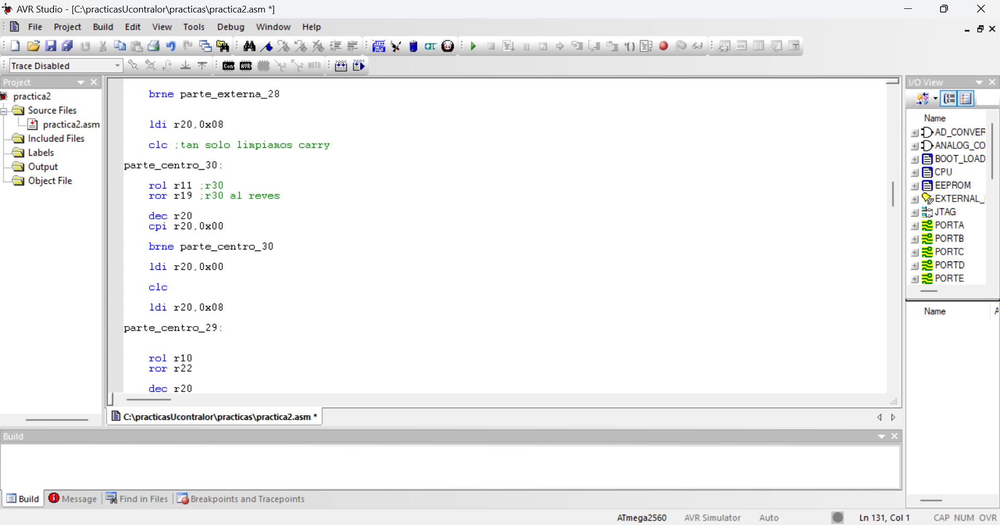 AVR Studio - [C:\practicasUcontralor\practicas\practica2.asm *]
File Project Build Edit View Tools Debug Window Help
Trace Disabled
Con AVR AUTO
Project
practica2
Source Files
practica2.asm
Included Files
Labels
Output
Object File
brne parte_externa_28
ldi r20,0x08
clc ;tan solo limpiamos carry
parte_centro_30:
rol r11 ;r30
ror r19 ;r30 al reves
dec r20
cpi r20,0x00
brne parte_centro_30
ldi r20,0x00
clc
ldi r20,0x08
parte_centro_29:
rol r10
ror r22
dec r20
C:\practicasUcontralor\practicas\practica2.asm *
I/O View
Name
AD_CONVER
ANALOG_CO
BOOT_LOAD
CPU
EEPROM
EXTERNAL_
JTAG
PORTA
PORTB
PORTC
PORTD
PORTE
Name A
Build
Build Message Find in Files Breakpoints and Tracepoints
ATmega2560 AVR Simulator Auto Ln 131, Col 1 CAP NUM OVR